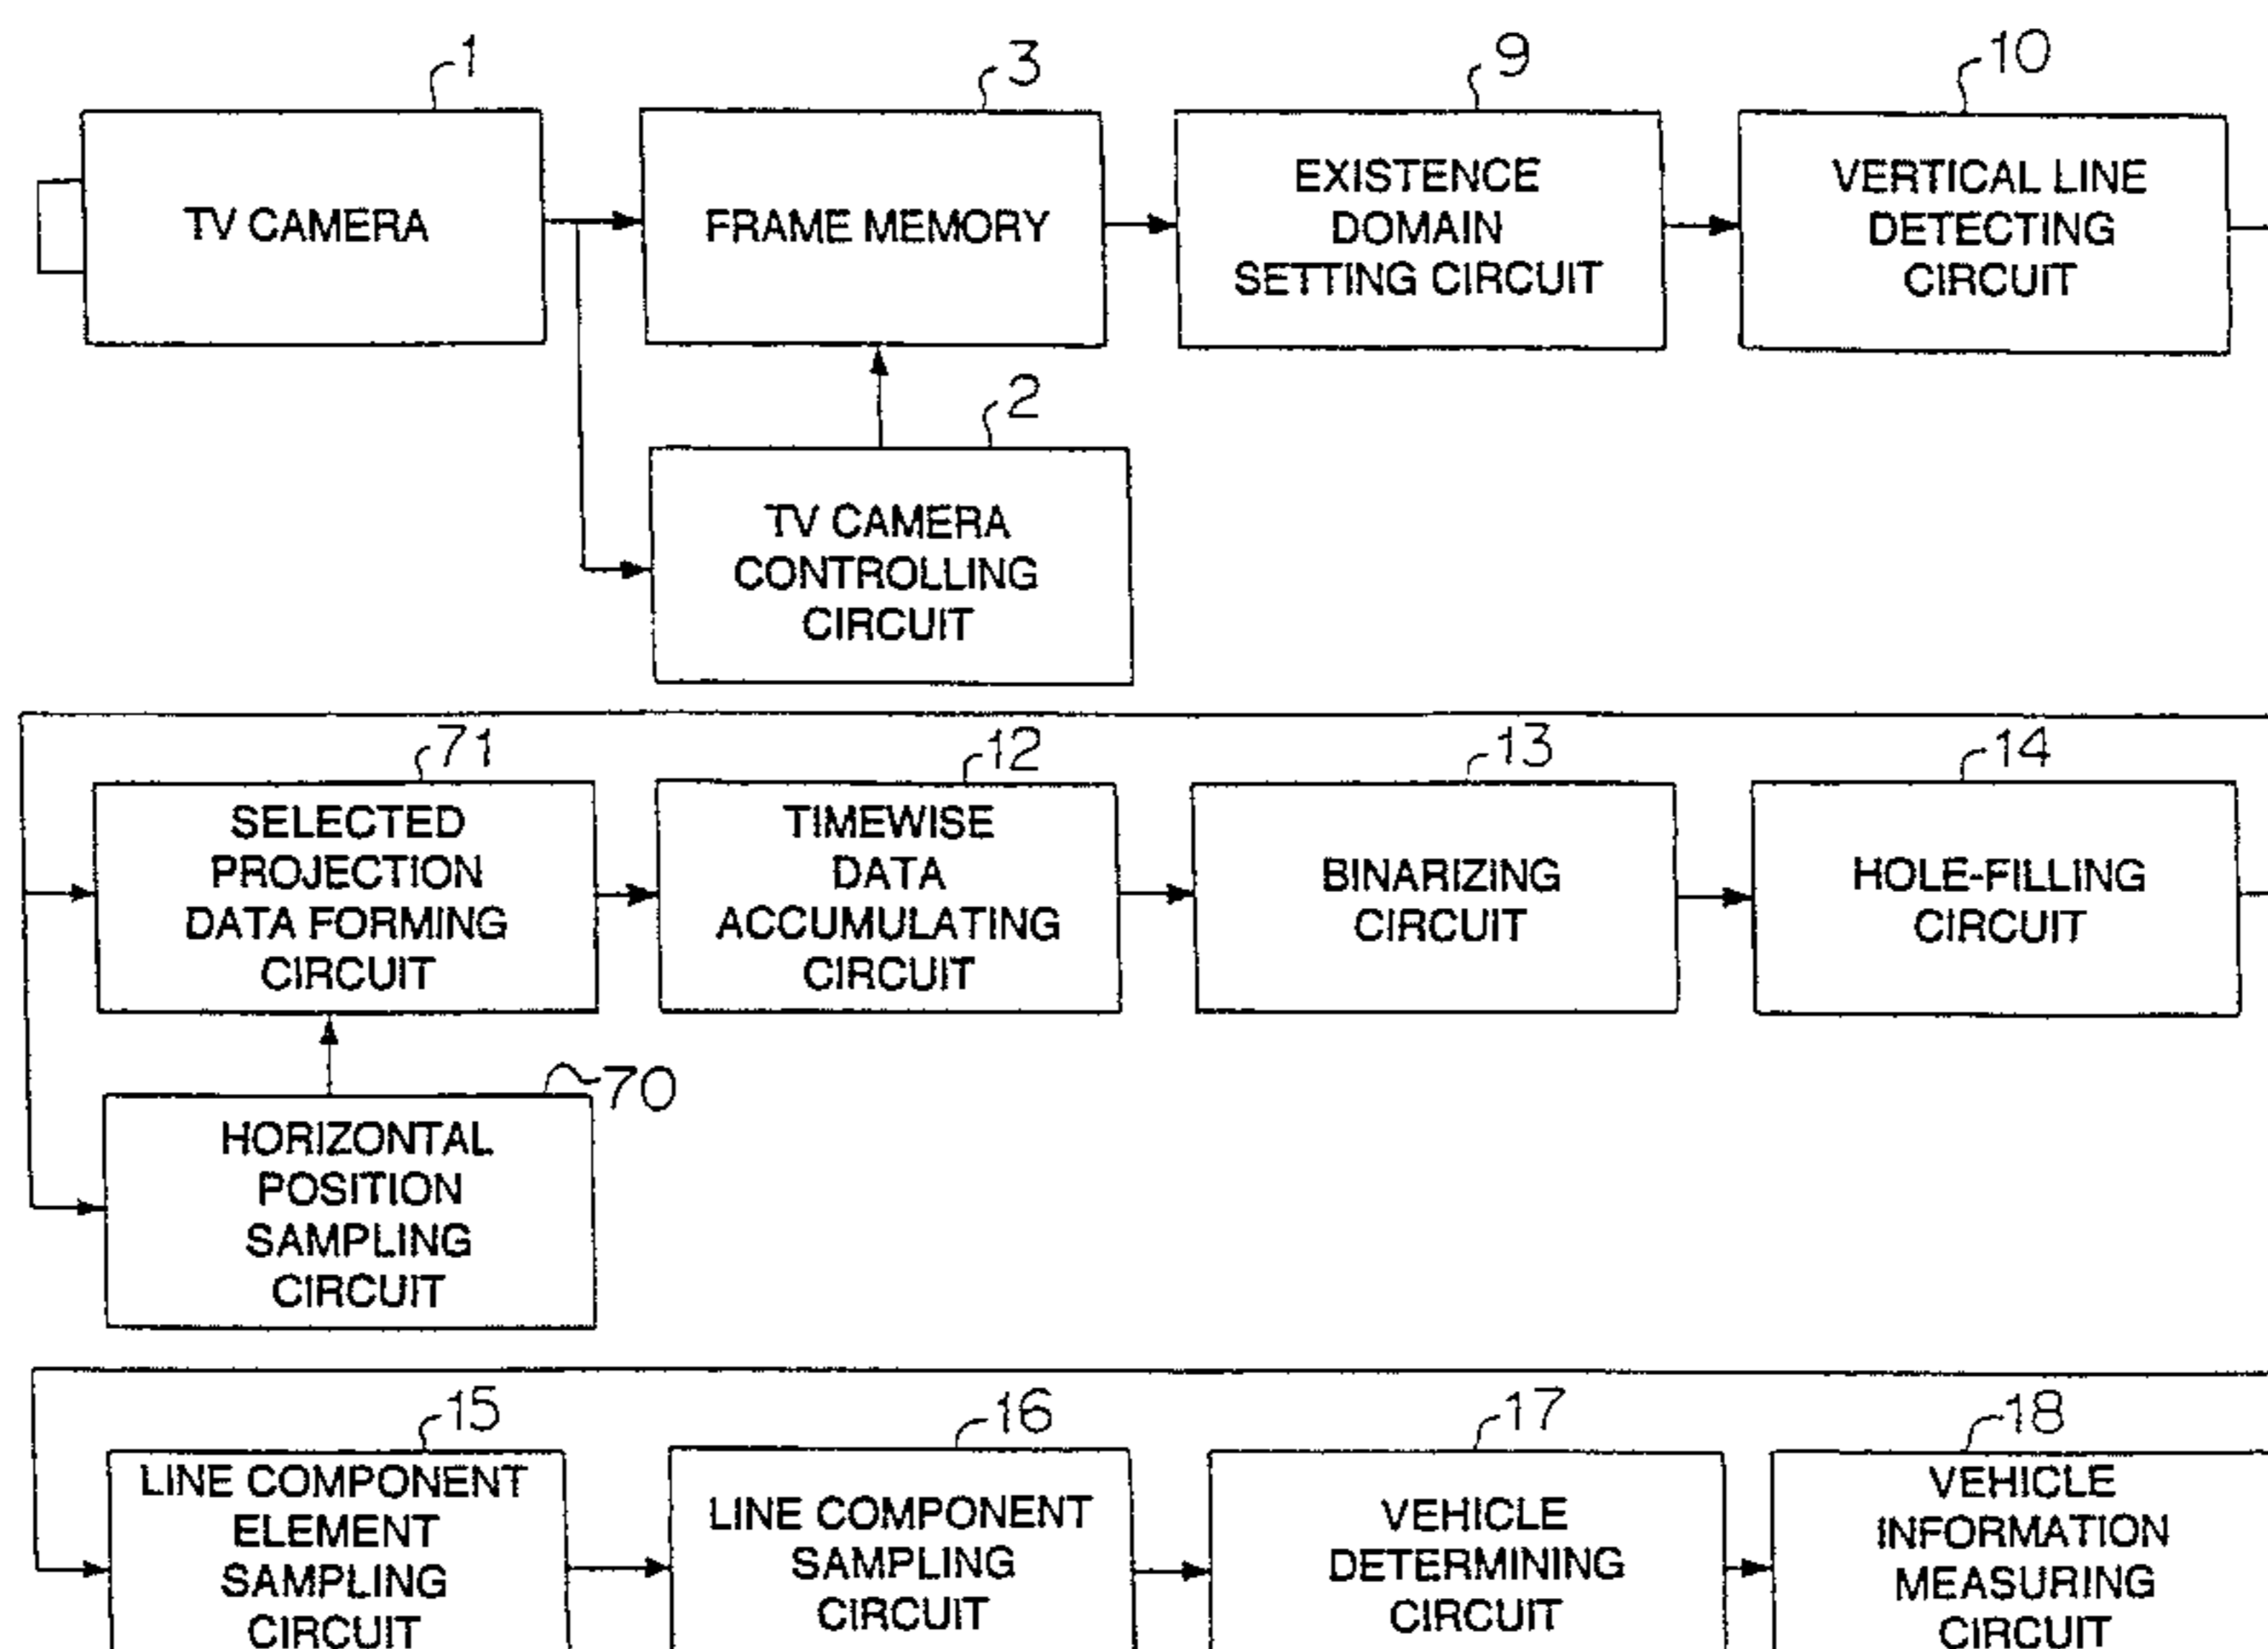 1
3
9
10
TV CAMERA
FRAME MEMORY
EXISTENCE
DOMAIN
SETTING CIRCUIT
VERTICAL LINE
DETECTING
CIRCUIT
2
TV CAMERA
CONTROLLING
CIRCUIT
71
12
13
14
SELECTED
PROJECTION
DATA FORMING
CIRCUIT
TIMEWISE
DATA
ACCUMULATING
CIRCUIT
BINARIZING
CIRCUIT
HOLE-FILLING
CIRCUIT
70
HORIZONTAL
POSITION
SAMPLING
CIRCUIT
15
16
17
18
LINE COMPONENT
ELEMENT
SAMPLING
CIRCUIT
LINE COMPONENT
SAMPLING
CIRCUIT
VEHICLE
DETERMINING
CIRCUIT
VEHICLE
INFORMATION
MEASURING
CIRCUIT